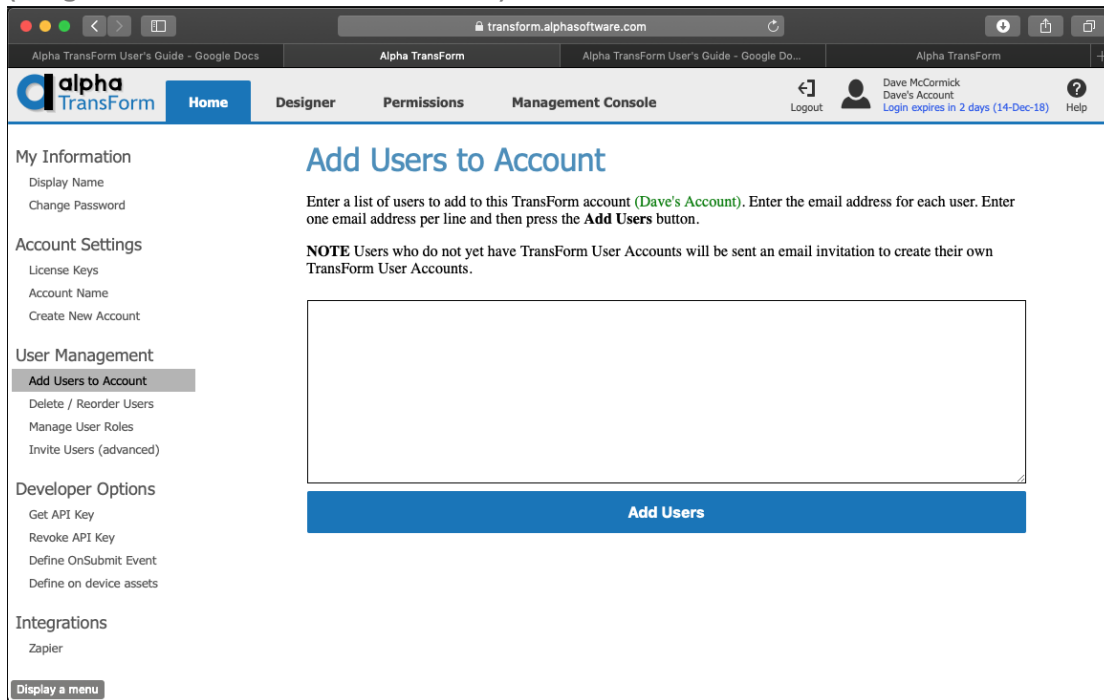 transform.alphasoftware.com
Alpha TransForm User's Guide - Google Docs
Alpha TransForm
Alpha TransForm User's Guide - Google Do...
Alpha TransForm
alpha
TransForm
Home
Designer
Permissions
Management Console
Logout
Dave McCormick
Dave's Account
Login expires in 2 days (14-Dec-18)
Help
My Information
Display Name
Change Password
Account Settings
License Keys
Account Name
Create New Account
User Management
Add Users to Account
Delete / Reorder Users
Manage User Roles
Invite Users (advanced)
Developer Options
Get API Key
Revoke API Key
Define OnSubmit Event
Define on device assets
Integrations
Zapier
Display a menu
Add Users to Account
Enter a list of users to add to this TransForm account (Dave's Account). Enter the email address for each user. Enter
one email address per line and then press the Add Users button.
NOTE Users who do not yet have TransForm User Accounts will be sent an email invitation to create their own
TransForm User Accounts.
Add Users